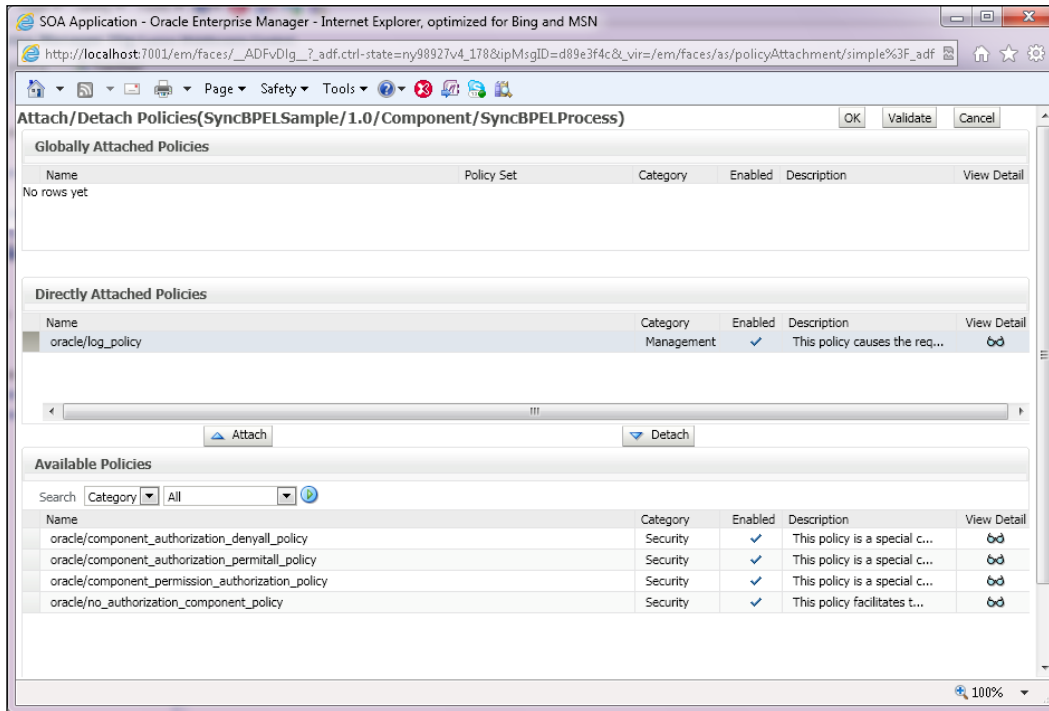 SOA Application - Oracle Enterprise Manager - Internet Explorer, optimized for Bing and MSN
http://localhost:7001/em/faces/__ADFvDlg__?_adf.ctrl-state=ny98927v4_178&ipMsgID=d89e3f4c&_vir=/em/faces/as/policyAttachment/simple%3F_adf
Page Safety Tools
Attach/Detach Policies(SyncBPELSample/1.0/Component/SyncBPELProcess) OK Validate Cancel
Globally Attached Policies
Name Policy Set Category Enabled Description View Detail
No rows yet
Directly Attached Policies
Name Category Enabled Description View Detail
oracle/log_policy Management This policy causes the req...
Attach Detach
Available Policies
Search Category All
Name Category Enabled Description View Detail
oracle/component_authorization_denyall_policy Security This policy is a special c...
oracle/component_authorization_permitall_policy Security This policy is a special c...
oracle/component_permission_authorization_policy Security This policy is a special c...
oracle/no_authorization_component_policy Security This policy facilitates t...
100%